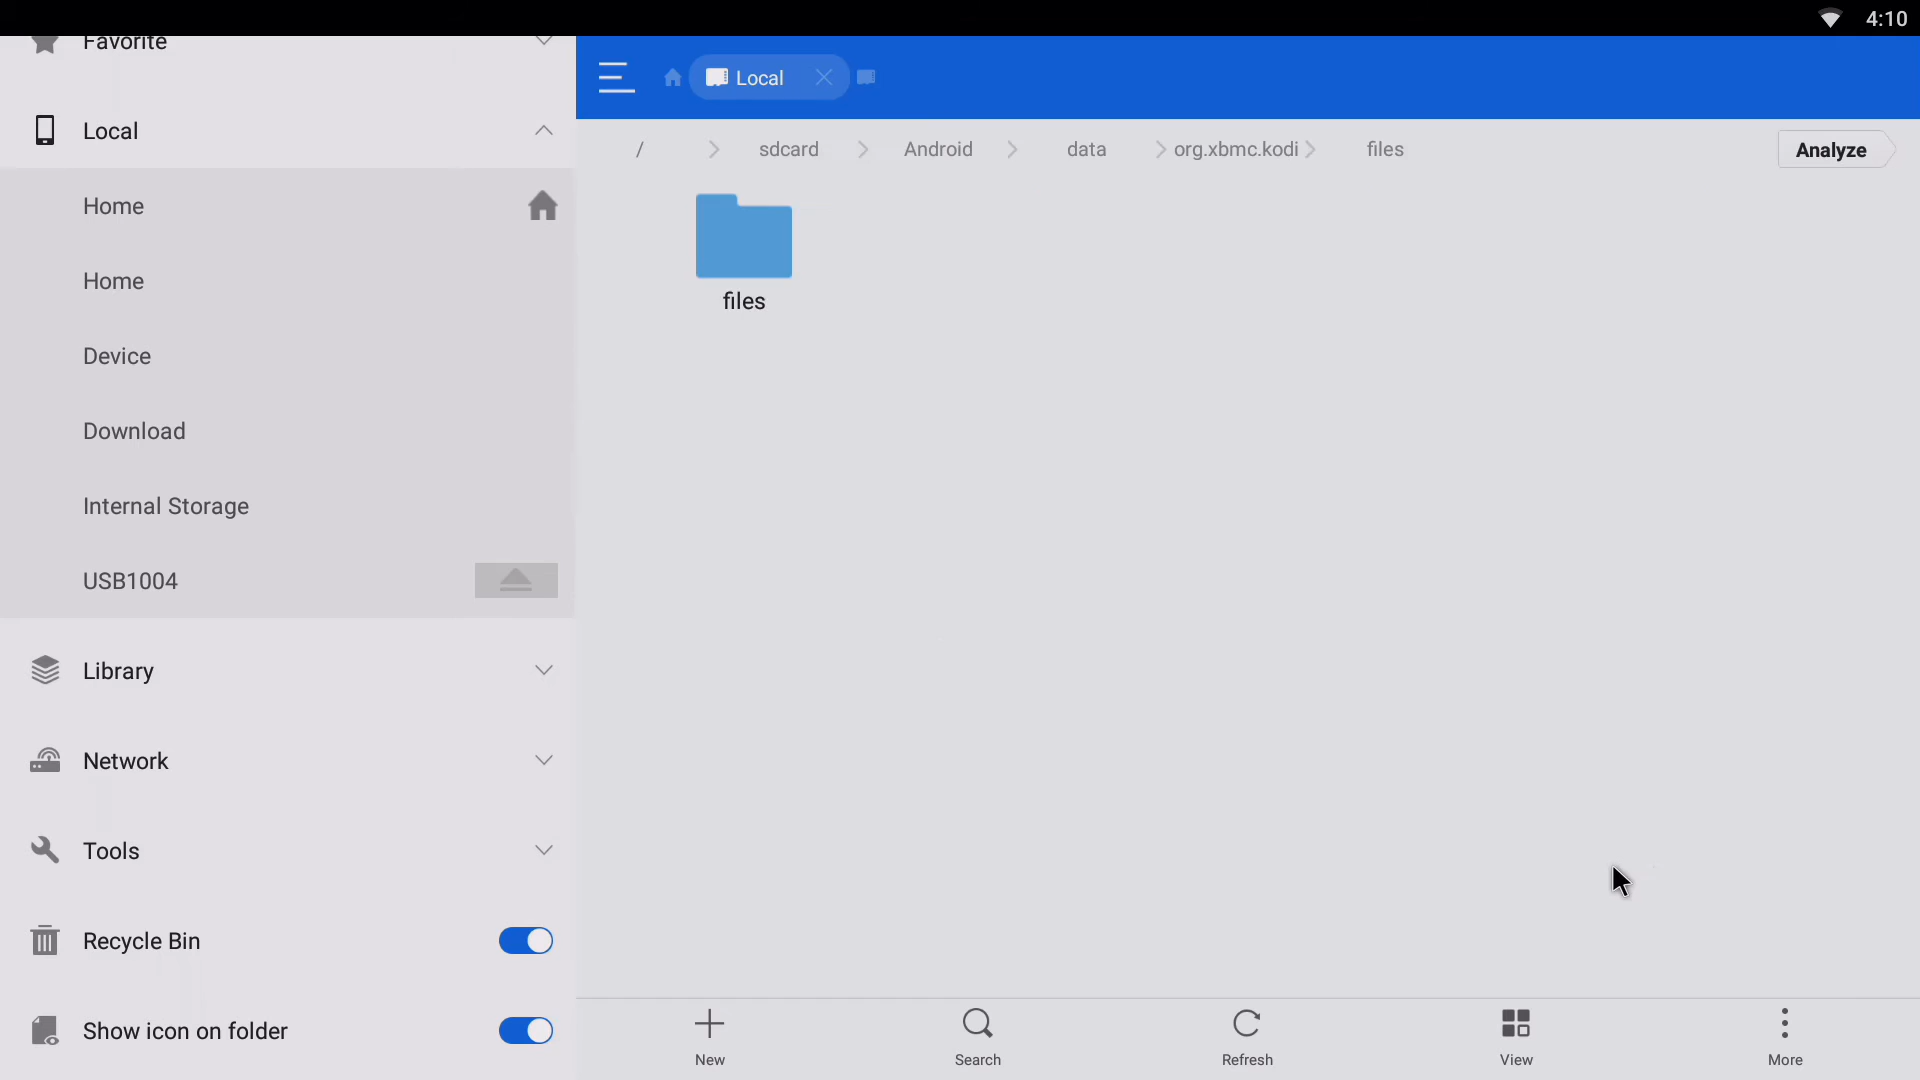 4:10
Favorite
Local
Home
Home
Device
Download
Internal Storage
USB1004
Library
Network
Tools
Recycle Bin
Show icon on folder
Local
/ sdcard Android data org.xbmc.kodi files
Analyze
files
New Search Refresh View More